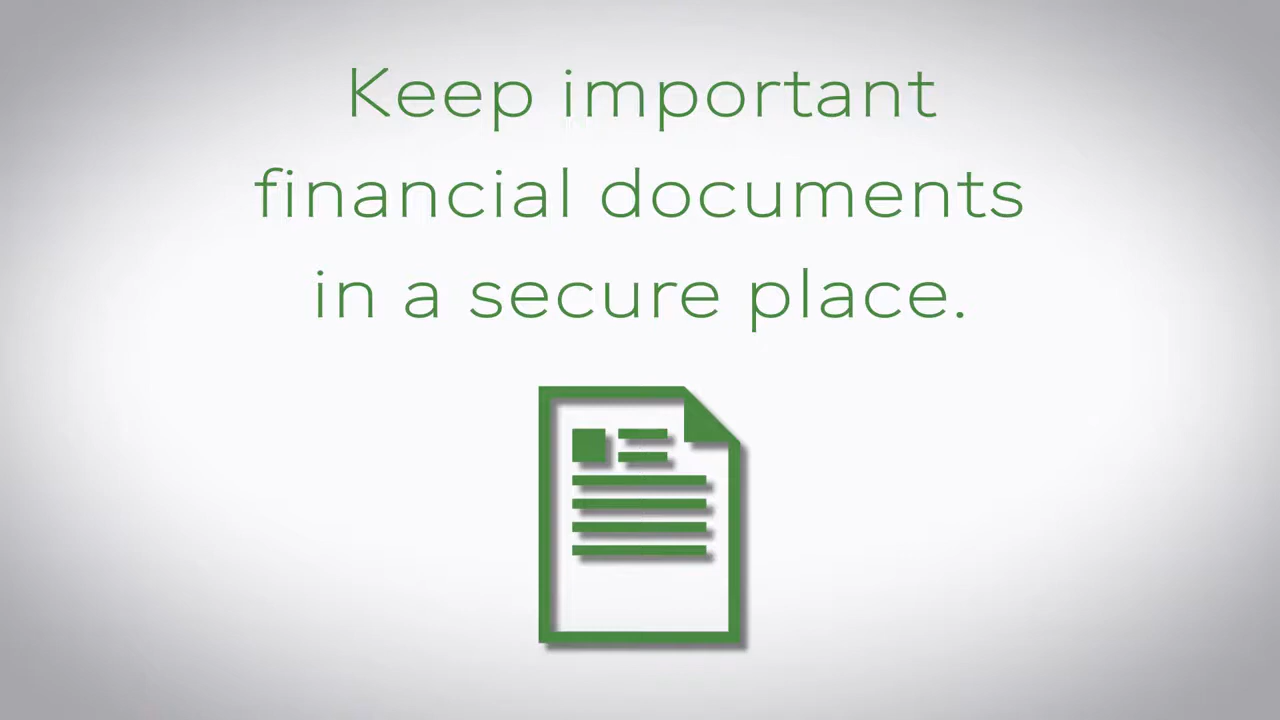 Keep important
financial documents
in a secure place.